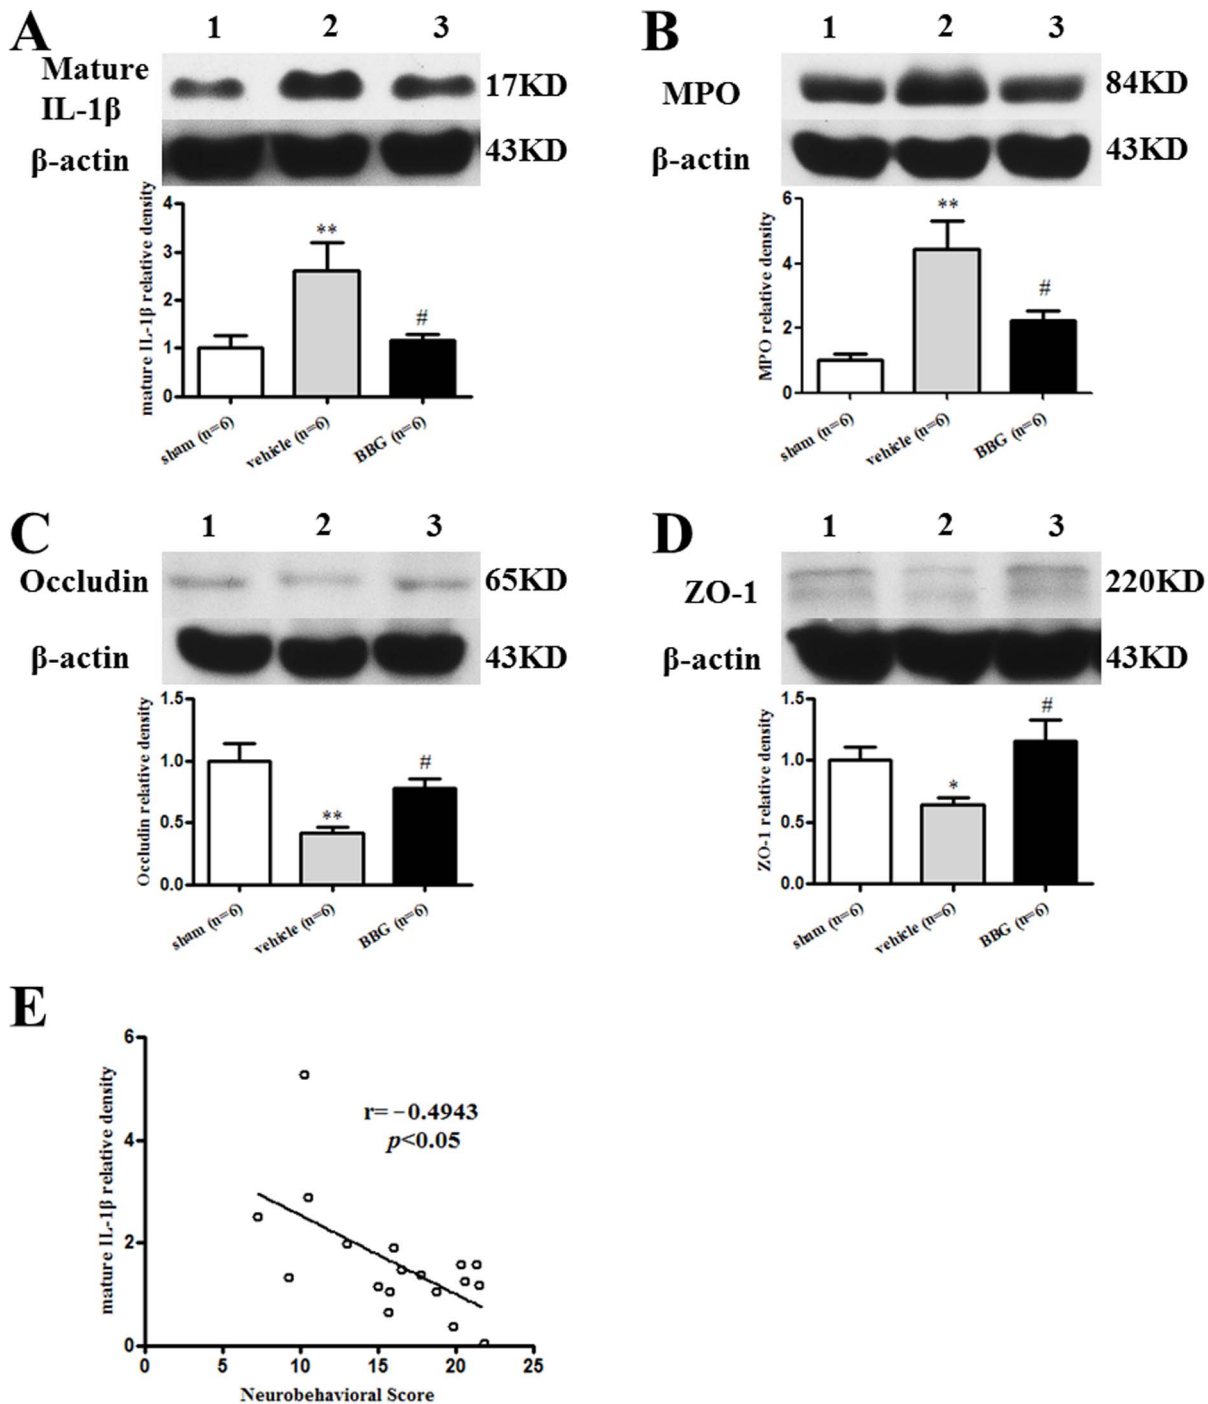 A
1 2 3
Mature
IL-1β
17KD
β-actin
43KD
mature IL-1β relative density
4
3
2
1
0
**
#
sham (n=6)
vehicle (n=6)
BBG (n=6)
B
1 2 3
MPO
84KD
β-actin
43KD
MPO relative density
6
4
2
0
**
#
sham (n=6)
vehicle (n=6)
BBG (n=6)
C
1 2 3
Occludin
65KD
β-actin
43KD
Occludin relative density
1.5
1.0
0.5
0.0
**
#
sham (n=6)
vehicle (n=6)
BBG (n=6)
D
1 2 3
ZO-1
220KD
β-actin
43KD
ZO-1 relative density
1.5
1.0
0.5
0.0
*
#
sham (n=6)
vehicle (n=6)
BBG (n=6)
E
mature IL-1β relative density
6
4
2
0
r= −0.4943
p<0.05
0 5 10 15 20 25
Neurobehavioral Score